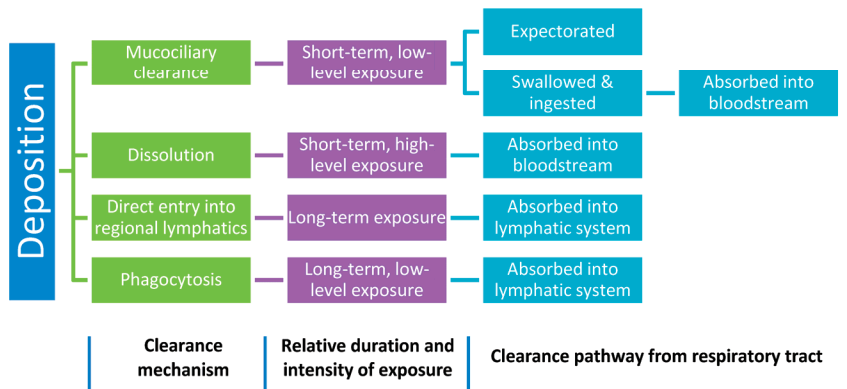 Deposition
Mucociliary
clearance
Short-term, low-
level exposure
Expectorated
Swallowed &
ingested
Absorbed into
bloodstream
Dissolution
Short-term, high-
level exposure
Absorbed into
bloodstream
Direct entry into
regional lymphatics
Long-term exposure
Absorbed into
lymphatic system
Phagocytosis
Long-term, low-
level exposure
Absorbed into
lymphatic system
Clearance
mechanism
Relative duration and
intensity of exposure
Clearance pathway from respiratory tract